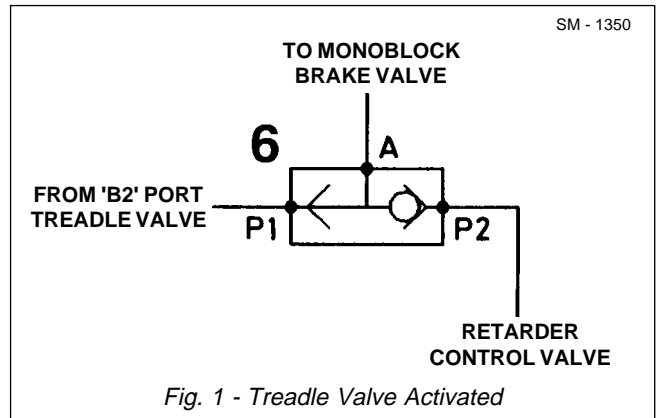 SM - 1350
TO MONOBLOCK
BRAKE VALVE
6
A
FROM 'B2' PORT
TREADLE VALVE
P1
P2
RETARDER
CONTROL VALVE
Fig. 1 - Treadle Valve Activated